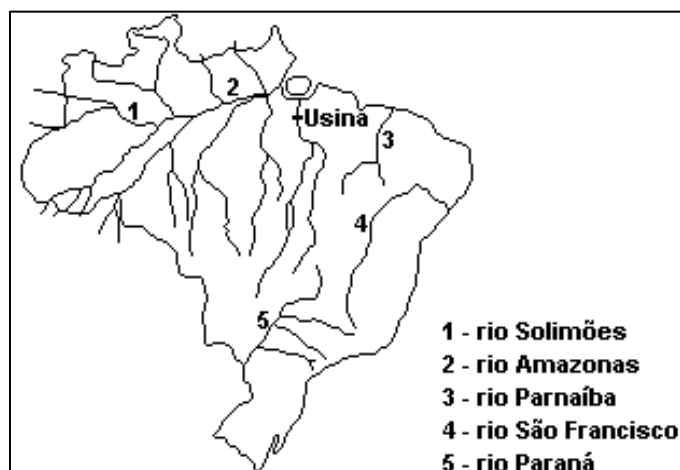 2
1
Usina
3
4
5
1 - rio Solimões
2 - rio Amazonas
3 - rio Parnaíba
4 - rio São Francisco
5 - rio Paraná